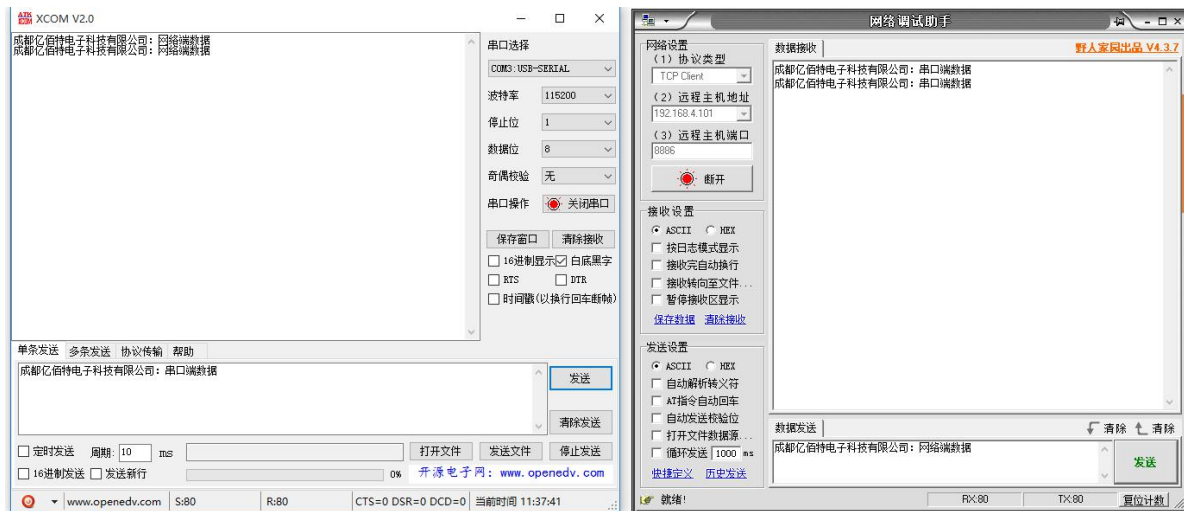 ATK
COM XCOM V2.0
成都亿佰特电子科技有限公司：网络端数据
成都亿佰特电子科技有限公司：网络端数据
串口选择
COM3:USB-SERIAL
波特率 115200
停止位 1
数据位 8
奇偶校验 无
串口操作 关闭串口
保存窗口 清除接收
16进制显示 白底黑字
RTS DTR
时间戳(以换行回车断帧)
单条发送 多条发送 协议传输 帮助
成都亿佰特电子科技有限公司：串口端数据
发送
清除发送
定时发送 周期: 10 ms 打开文件 发送文件 停止发送
16进制发送 发送新行 0% 开源电子网：www.openedv.com
www.openedv.com S:80 R:80 CTS=0 DSR=0 DCD=0 当前时间 11:37:41
网络调试助手
网络设置
(1) 协议类型
TCP Client
(2) 远程主机地址
192.168.4.101
(3) 远程主机端口
8886
断开
接收设置
ASCII HEX
按日志模式显示
接收完自动换行
接收转向至文件...
暂停接收区显示
保存数据 清除接收
发送设置
ASCII HEX
自动解析转义符
AT指令自动回车
自动发送校验位
打开文件数据源...
循环发送 1000 ms
快捷定义 历史发送
数据接收 野人家园出品 V4.3.7
成都亿佰特电子科技有限公司：串口端数据
成都亿佰特电子科技有限公司：串口端数据
数据发送 清除 清除
成都亿佰特电子科技有限公司：网络端数据
发送
就绪! RX:80 TX:80 复位计数